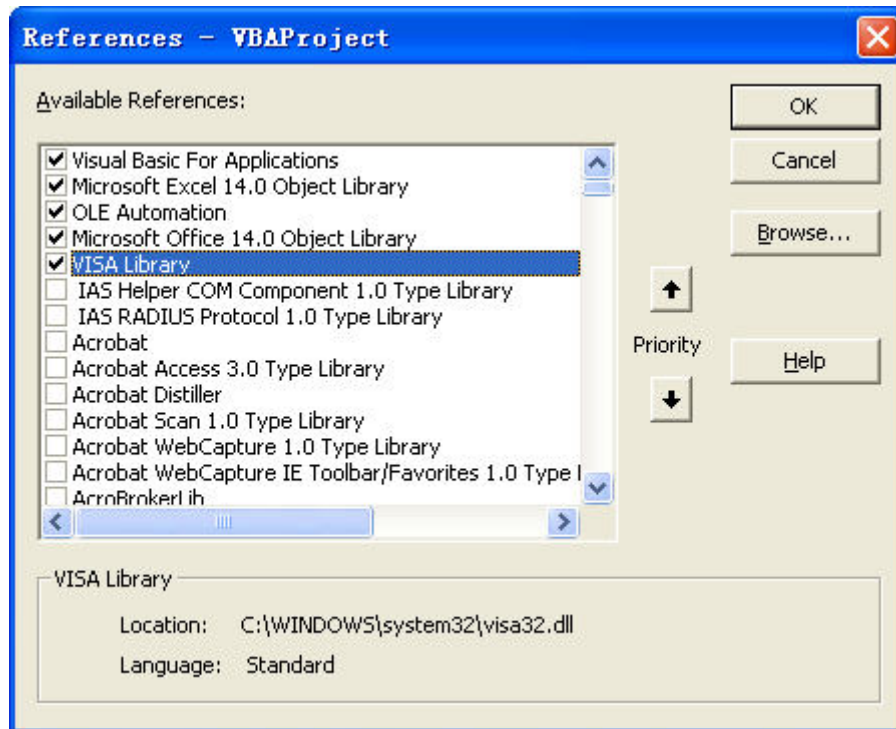 References - VBAProject
Available References:
OK
Cancel
Browse...
Priority
Help
Visual Basic For Applications
Microsoft Excel 14.0 Object Library
OLE Automation
Microsoft Office 14.0 Object Library
VISA Library
IAS Helper COM Component 1.0 Type Library
IAS RADIUS Protocol 1.0 Type Library
Acrobat
Acrobat Access 3.0 Type Library
Acrobat Distiller
Acrobat Scan 1.0 Type Library
Acrobat WebCapture 1.0 Type Library
Acrobat WebCapture IE Toolbar/Favorites 1.0 Type
AcroBrokerLib
VISA Library
Location: C:\WINDOWS\system32\visa32.dll
Language: Standard